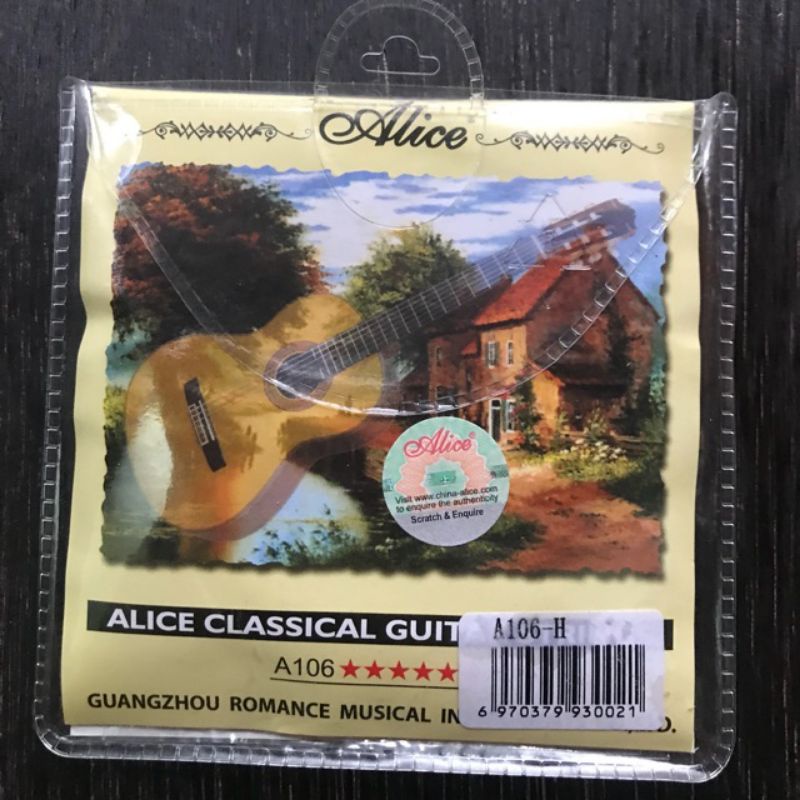 Alice
Alice®
Visit www.china-alice.com
to enquire the authenticity
Scratch & Enquire
ALICE CLASSICAL GUIT
A106-H
A106 ★★★★★
6 970379 930021
GUANGZHOU ROMANCE MUSICAL IN